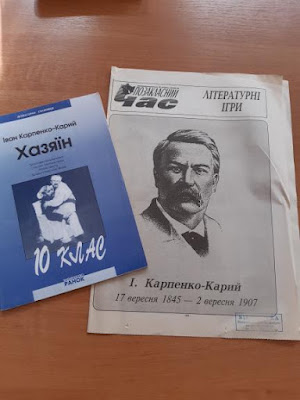 Іван Карпенко-Карий
Хазяїн
10 КЛАС
РАНОК
ПОЗАКЛАСНИЙ
Час
ЛІТЕРАТУРНІ
ІГРИ
І. Карпенко-Карий
17 вересня 1845 — 2 вересня 1907